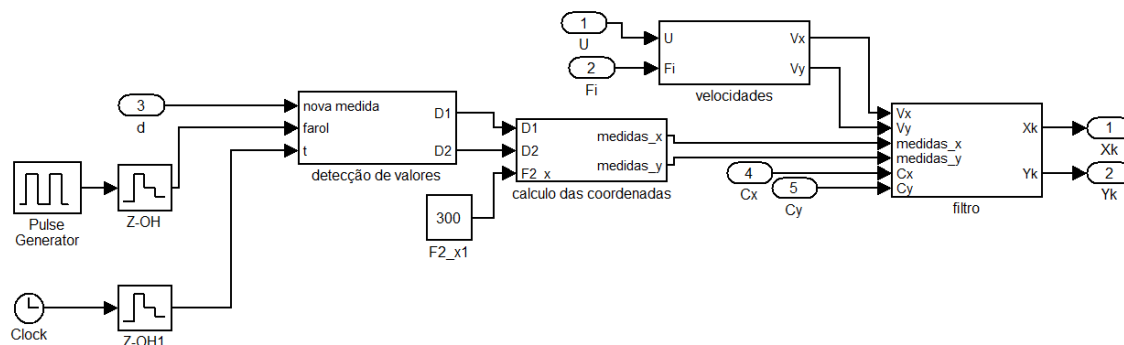 1
U
2
Fi
U
Fi
Vx
Vy
velocidades
3
d
nova medida
farol
t
D1
D2
detecção de valores
D1
D2
F2_x
medidas_x
medidas_y
calculo das coordenadas
300
F2_x1
4
Cx
5
Cy
Vx
Vy
medidas_x
medidas_y
Cx
Cy
Xk
Yk
filtro
1
Xk
2
Yk
Pulse
Generator
Z-OH
Clock
Z-OH1